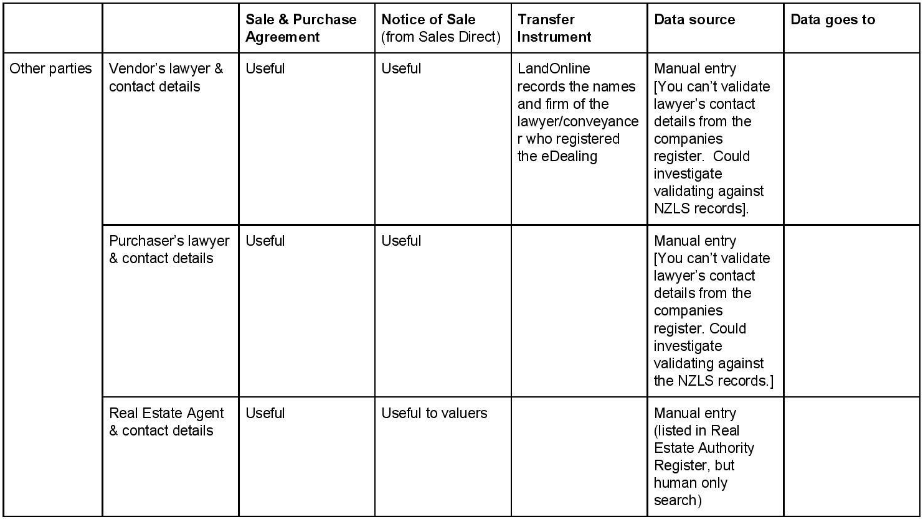 Sale & Purchase
Agreement
Notice of Sale
(from Sales Direct)
Transfer
Instrument
Data source
Data goes to
Other parties
Vendor's lawyer &
contact details
Useful
Useful
LandOnline
records the names
and firm of the
lawyer/conveyance
r who registered
the eDealing
Manual entry
[You can't validate
lawyer's contact
details from the
companies
register.  Could
investigate
validating against
NZLS records].
Purchaser's lawyer
& contact details
Useful
Useful
Manual entry
[You can't validate
lawyer's contact
details from the
companies
register. Could
investigate
validating against
the NZLS records.]
Real Estate Agent
& contact details
Useful
Useful to valuers
Manual entry
(listed in Real
Estate Authority
Register, but
human only
search)